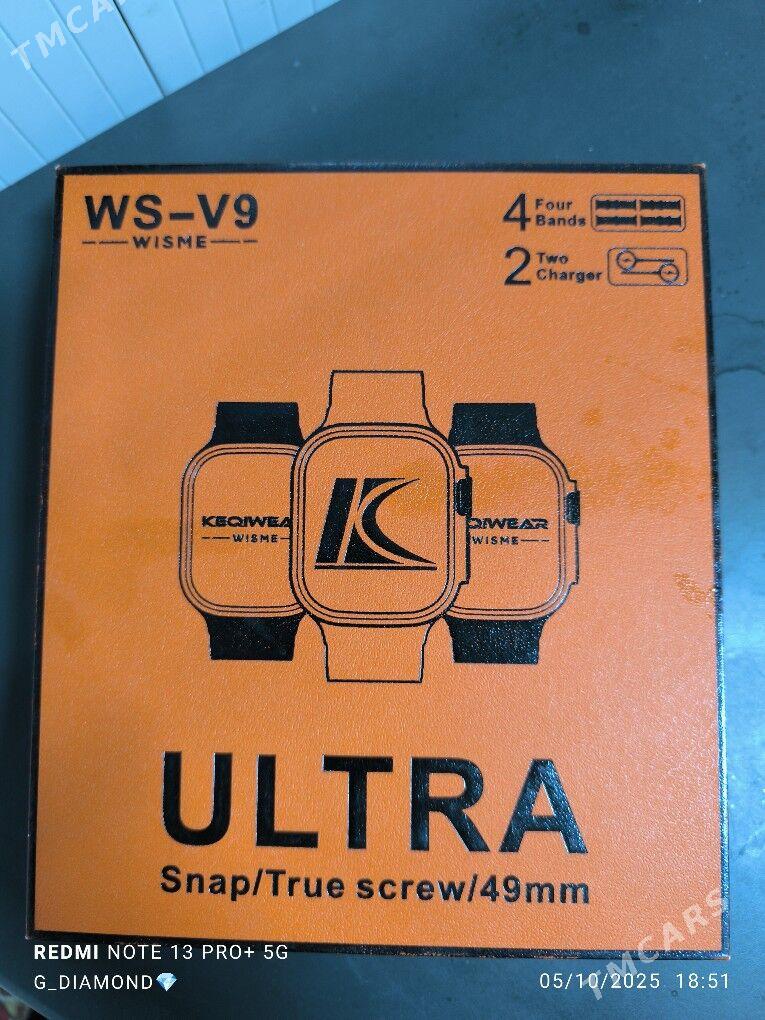 TMCARS
WS-V9
WISME
4 Four Bands
2 Two Charger
KEQIWEA
WISME
K
QIWEAR
WISME
ULTRA
Snap/True screw/49mm
TMCARS
REDMI NOTE 13 PRO+ 5G
G_DIAMOND💎
05/10/2025 18:51